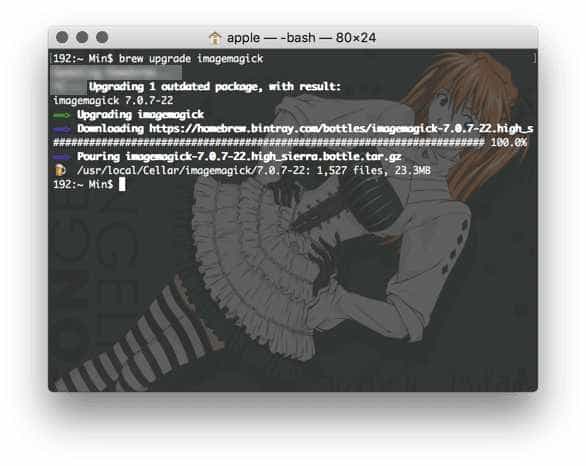 apple — -bash — 80×24
[192:~ Min$ brew upgrade imagemagick ]
Upgrading 1 outdated package, with result:
imagemagick 7.0.7-22
==> Upgrading imagemagick
==> Downloading https://homebrew.bintray.com/bottles/imagemagick-7.0.7-22.high_s
######################################################################## 100.0%
==> Pouring imagemagick-7.0.7-22.high_sierra.bottle.tar.gz
🍺 /usr/local/Cellar/imagemagick/7.0.7-22: 1,527 files, 23.3MB
192:~ Min$